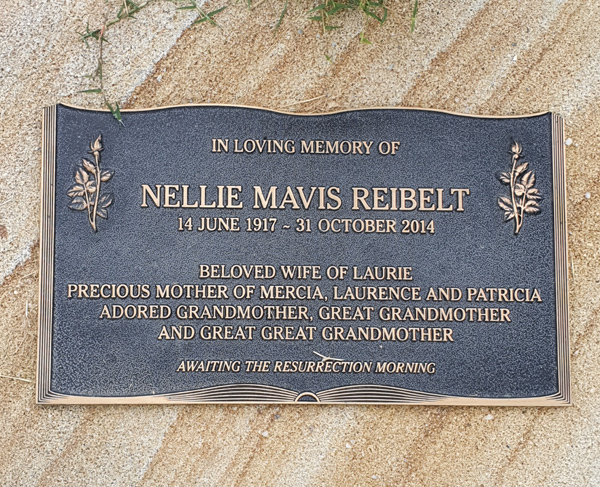 IN LOVING MEMORY OF
NELLIE MAVIS REIBELT
14 JUNE 1917 ~ 31 OCTOBER 2014
BELOVED WIFE OF LAURIE
PRECIOUS MOTHER OF MERCIA, LAURENCE AND PATRICIA
ADORED GRANDMOTHER, GREAT GRANDMOTHER
AND GREAT GREAT GRANDMOTHER
AWAITING THE RESURRECTION MORNING